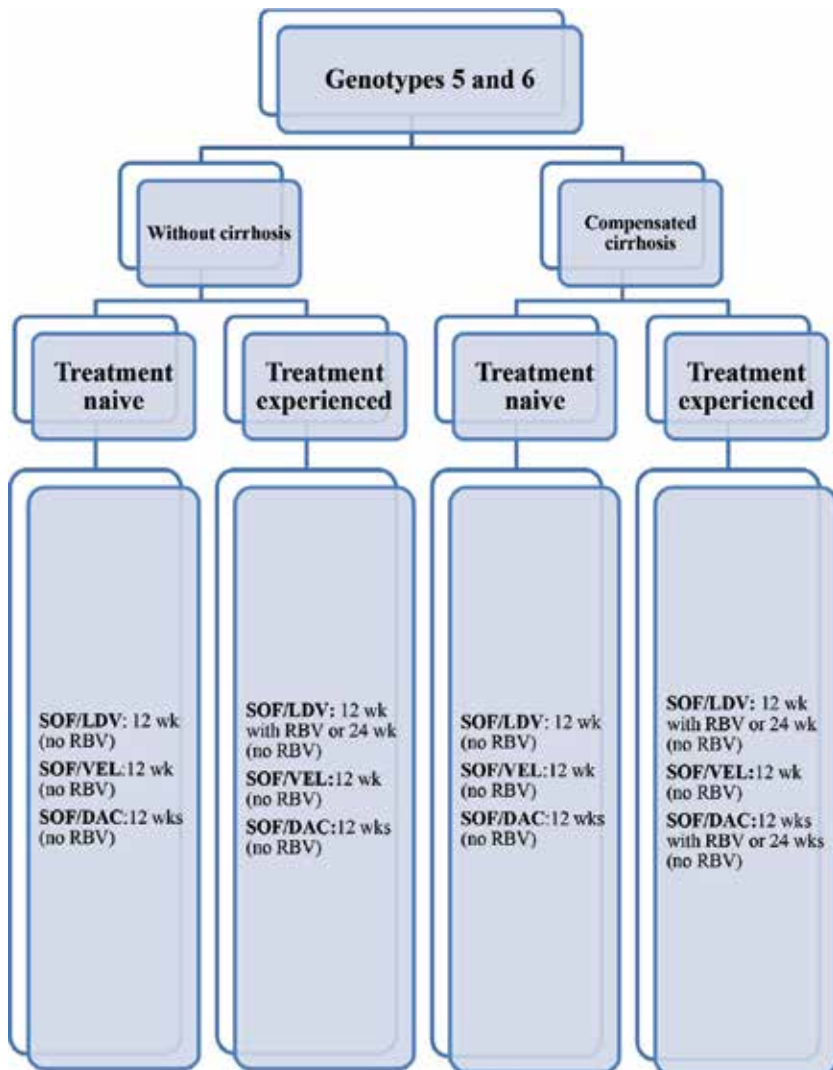 Genotypes 5 and 6
Without cirrhosis
Compensated
cirrhosis
Treatment
naive
Treatment
experienced
Treatment
naive
Treatment
experienced
SOF/LDV: 12 wk
(no RBV)
SOF/VEL:12 wk
(no RBV)
SOF/DAC:12 wks
(no RBV)
SOF/LDV: 12 wk
with RBV or 24 wk
(no RBV)
SOF/VEL:12 wk
(no RBV)
SOF/DAC:12 wks
(no RBV)
SOF/LDV: 12 wk
(no RBV)
SOF/VEL:12 wk
(no RBV)
SOF/DAC:12 wks
(no RBV)
SOF/LDV: 12 wk
with RBV or 24 wk
(no RBV)
SOF/VEL:12 wk
(no RBV)
SOF/DAC:12 wks
with RBV or 24 wks
(no RBV)